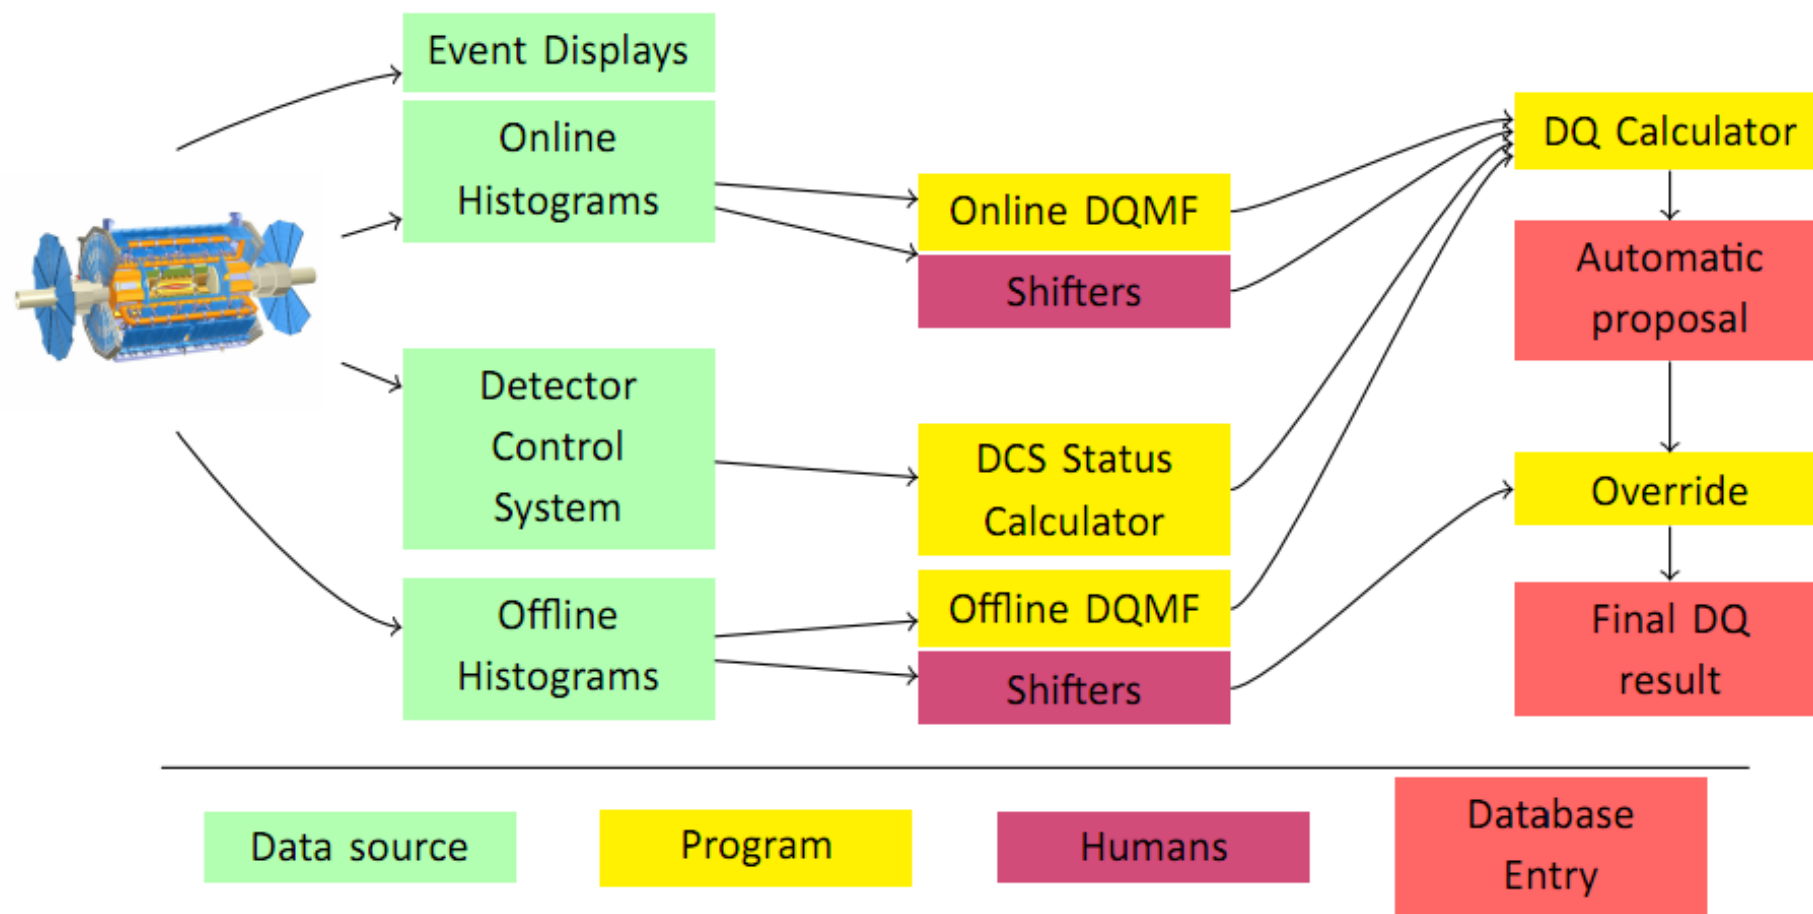 Event Displays
Online
Histograms
Detector
Control
System
Offline
Histograms
Online DQMF
Shifters
DCS Status
Calculator
Offline DQMF
Shifters
DQ Calculator
Automatic
proposal
Override
Final DQ
result
Data source
Program
Humans
Database
Entry